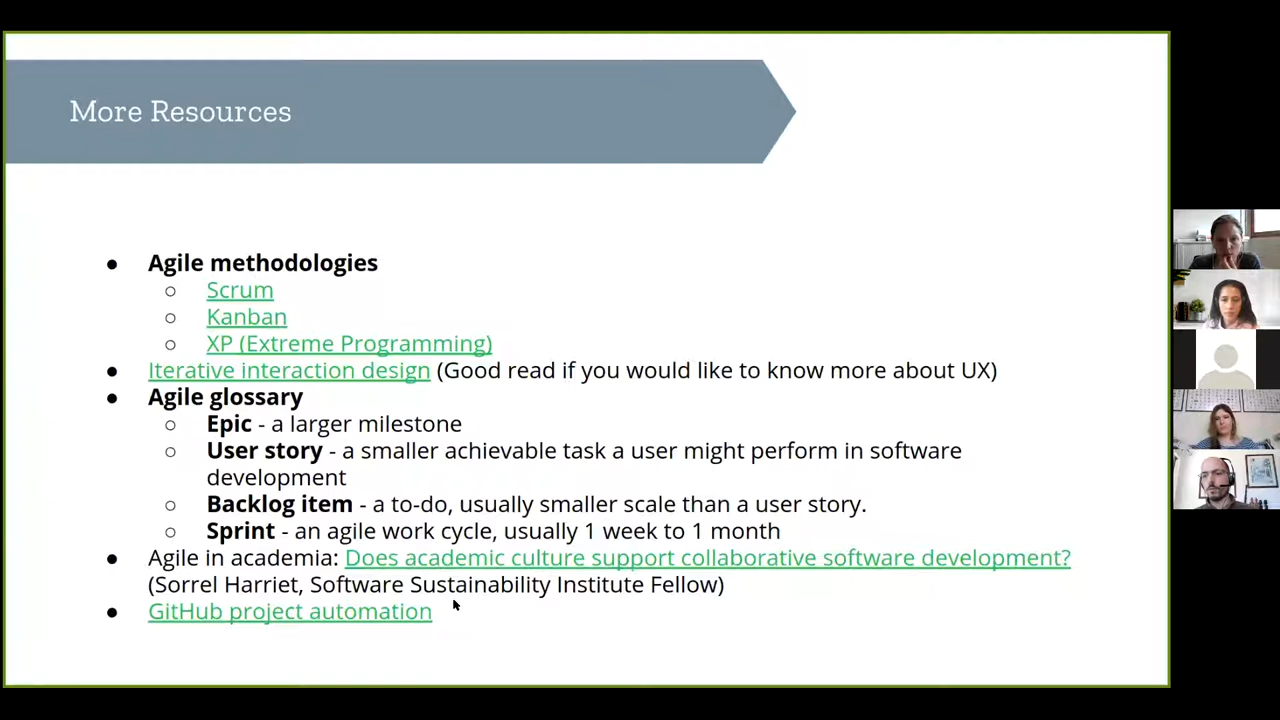 More Resources
● Agile methodologies
○ Scrum
○ Kanban
○ XP (Extreme Programming)
● Iterative interaction design (Good read if you would like to know more about UX)
● Agile glossary
○ Epic - a larger milestone
○ User story - a smaller achievable task a user might perform in software
development
○ Backlog item - a to-do, usually smaller scale than a user story.
○ Sprint - an agile work cycle, usually 1 week to 1 month
● Agile in academia: Does academic culture support collaborative software development?
(Sorrel Harriet, Software Sustainability Institute Fellow)
● GitHub project automation